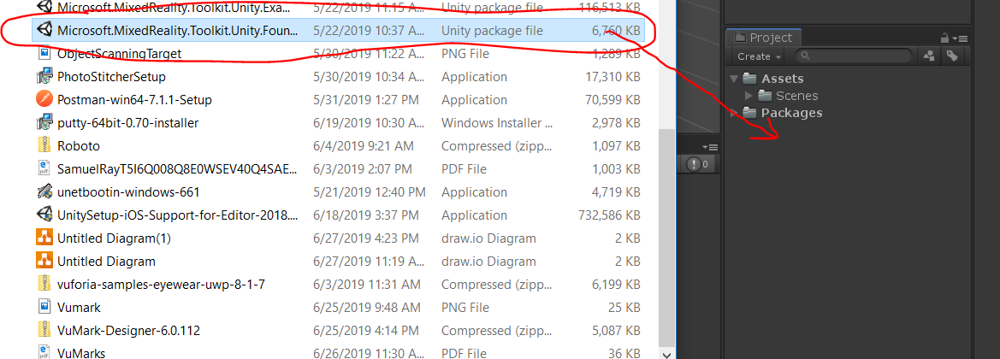 Microsoft.MixedReality.Toolkit.Unity.Exa... 5/22/2019 11:15 A... Unity package file 116,513 KB
Microsoft.MixedReality.Toolkit.Unity.Foun... 5/22/2019 10:37 A... Unity package file 6,760 KB
ObjectScanningTarget 5/30/2019 11:22 A... PNG File 1,289 KB
PhotoStitcherSetup 5/30/2019 10:34 A... Application 17,310 KB
Postman-win64-7.1.1-Setup 5/31/2019 1:27 PM Application 70,599 KB
putty-64bit-0.70-installer 6/19/2019 10:30 A... Windows Installer ... 2,978 KB
Roboto 6/4/2019 9:21 AM Compressed (zipp... 1,097 KB
SamuelRayT5I6Q008Q8E0WSEV40Q4SAE... 6/3/2019 2:07 PM PDF File 1,003 KB
unetbootin-windows-661 5/21/2019 12:40 PM Application 4,719 KB
UnitySetup-iOS-Support-for-Editor-2018.... 6/18/2019 3:37 PM Application 732,586 KB
Untitled Diagram(1) 6/27/2019 4:23 PM draw.io Diagram 2 KB
Untitled Diagram 6/27/2019 11:19 A... draw.io Diagram 2 KB
vuforia-samples-eyewear-uwp-8-1-7 6/3/2019 11:31 AM Compressed (zipp... 6,199 KB
Vumark 6/25/2019 9:48 AM PNG File 25 KB
VuMark-Designer-6.0.112 6/25/2019 4:14 PM Compressed (zipp... 5,087 KB
VuMarks 6/26/2019 11:30 A... PDF File 36 KB
0
Project
Create
Assets
Scenes
Packages